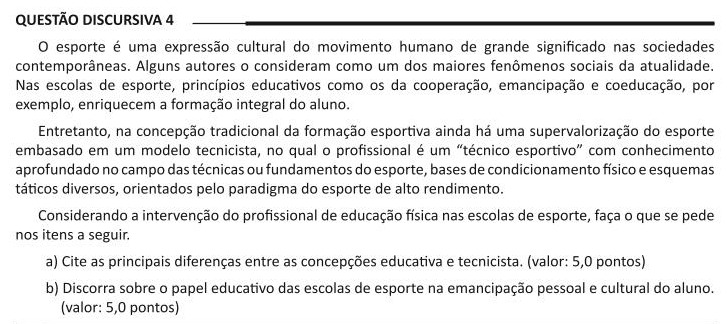 QUESTÃO DISCURSIVA 4
O esporte é uma expressão cultural do movimento humano de grande significado nas sociedades
contemporâneas. Alguns autores o consideram como um dos maiores fenômenos sociais da atualidade.
Nas escolas de esporte, princípios educativos como os da cooperação, emancipação e coeducação, por
exemplo, enriquecem a formação integral do aluno.
Entretanto, na concepção tradicional da formação esportiva ainda há uma supervalorização do esporte
embasado em um modelo tecnicista, no qual o profissional é um “técnico esportivo” com conhecimento
aprofundado no campo das técnicas ou fundamentos do esporte, bases de condicionamento físico e esquemas
táticos diversos, orientados pelo paradigma do esporte de alto rendimento.
Considerando a intervenção do profissional de educação física nas escolas de esporte, faça o que se pede
nos itens a seguir.
a) Cite as principais diferenças entre as concepções educativa e tecnicista. (valor: 5,0 pontos)
b) Discorra sobre o papel educativo das escolas de esporte na emancipação pessoal e cultural do aluno.
(valor: 5,0 pontos)